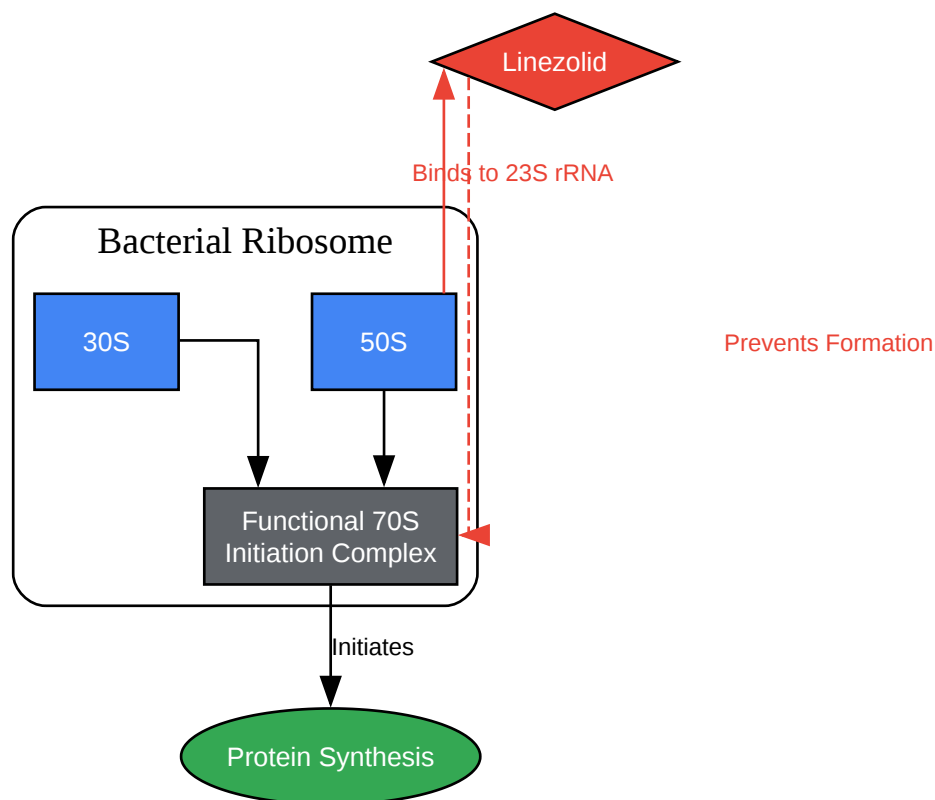 Linezolid
Binds to 23S rRNA
Bacterial Ribosome
30S
50S
Prevents Formation
Functional 70S
Initiation Complex
Initiates
Protein Synthesis